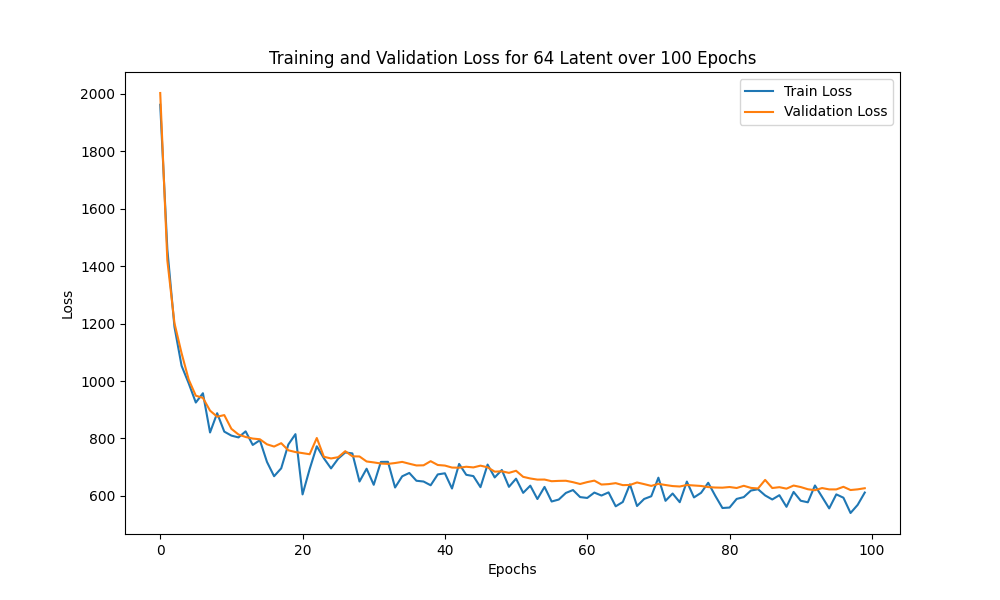 Training and Validation Loss for 64 Latent over 100 Epochs
Train Loss
Validation Loss
2000
1800
1600
1400
1200
1000
800
600
Loss
0 20 40 60 80 100
Epochs